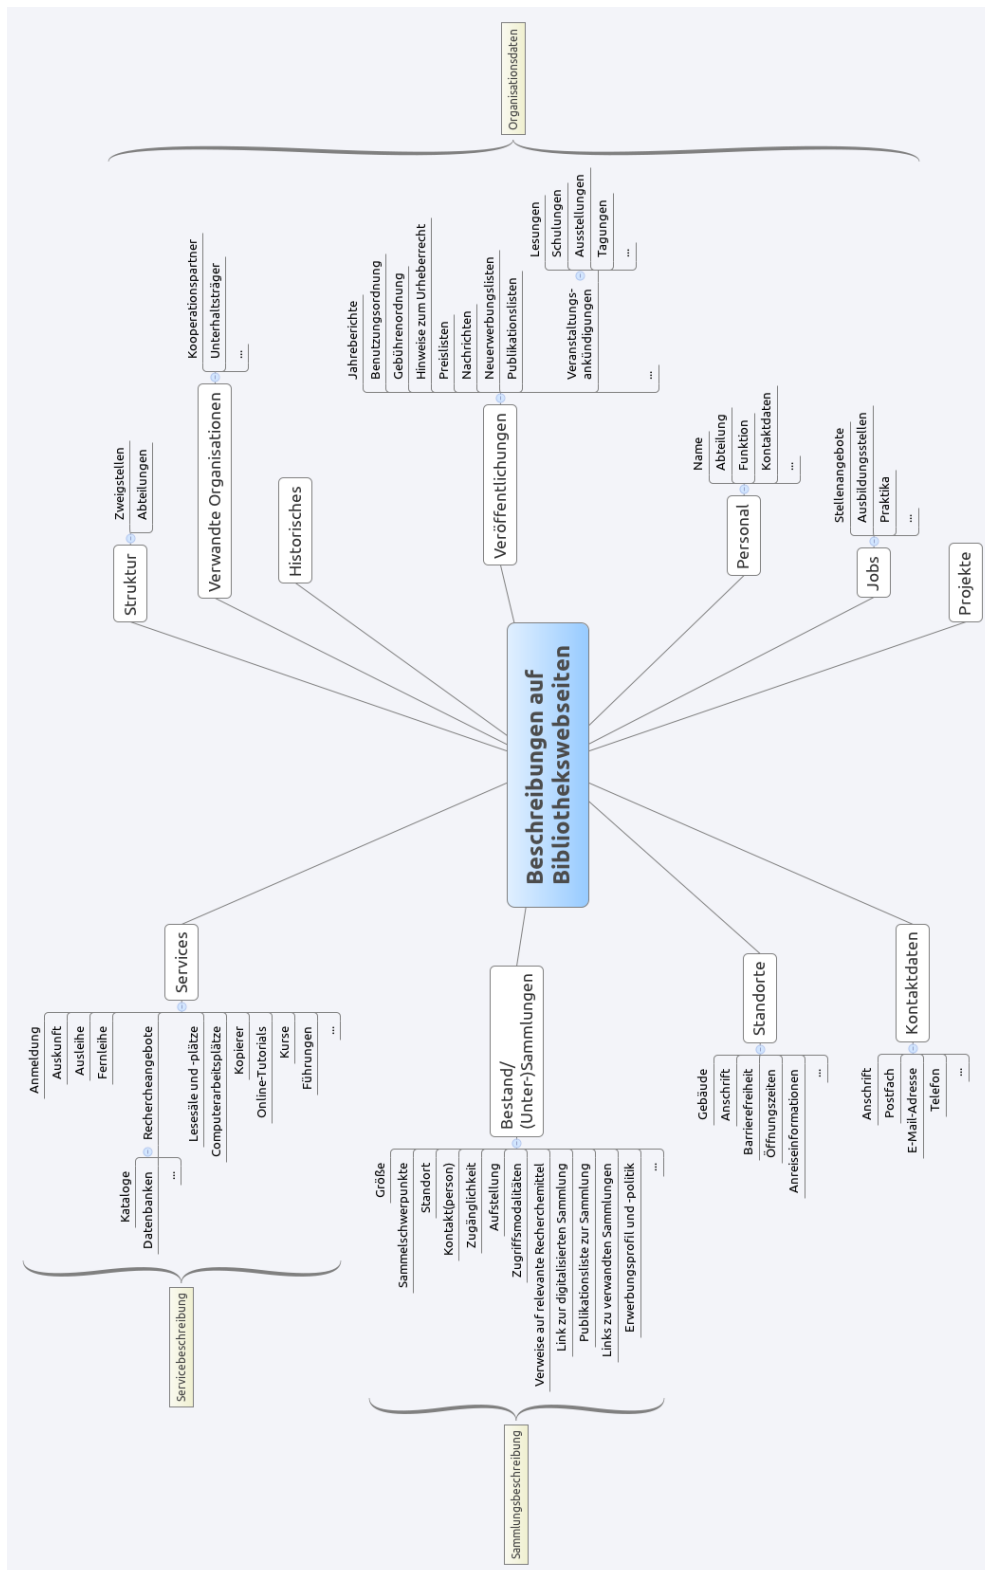 Beschreibungen auf
Bibliothekswebseiten
Servicebeschreibung
Services
Anmeldung
Auskunft
Ausleihe
Fernleihe
Rechercheangebote
Kataloge
Datenbanken
...
Lesesäle und -plätze
Computerarbeitsplätze
Kopierer
Online-Tutorials
Kurse
Führungen
...
Sammlungsbeschreibung
Bestand/
(Unter-)Sammlungen
Größe
Sammelschwerpunkte
Standort
Kontakt(person)
Zugänglichkeit
Aufstellung
Zugriffsmodalitäten
Verweise auf relevante Recherchemittel
Link zur digitalisierten Sammlung
Publikationsliste zur Sammlung
Links zu verwandten Sammlungen
Erwerbungsprofil und -politik
...
Standorte
Gebäude
Anschrift
Barrierefreiheit
Öffnungszeiten
Anreiseinformationen
...
Kontaktdaten
Anschrift
Postfach
E-Mail-Adresse
Telefon
...
Organisationsdaten
Struktur
Zweigstellen
Abteilungen
Verwandte Organisationen
Kooperationspartner
Unterhaltsträger
...
Historisches
Veröffentlichungen
Jahreberichte
Benutzungsordnung
Gebührenordnung
Hinweise zum Urheberrecht
Preislisten
Nachrichten
Neuerwerbungslisten
Publikationslisten
Veranstaltungs-
ankündigungen
Lesungen
Schulungen
Ausstellungen
Tagungen
...
...
Personal
Name
Abteilung
Funktion
Kontaktdaten
...
Jobs
Stellenangebote
Ausbildungsstellen
Praktika
...
Projekte